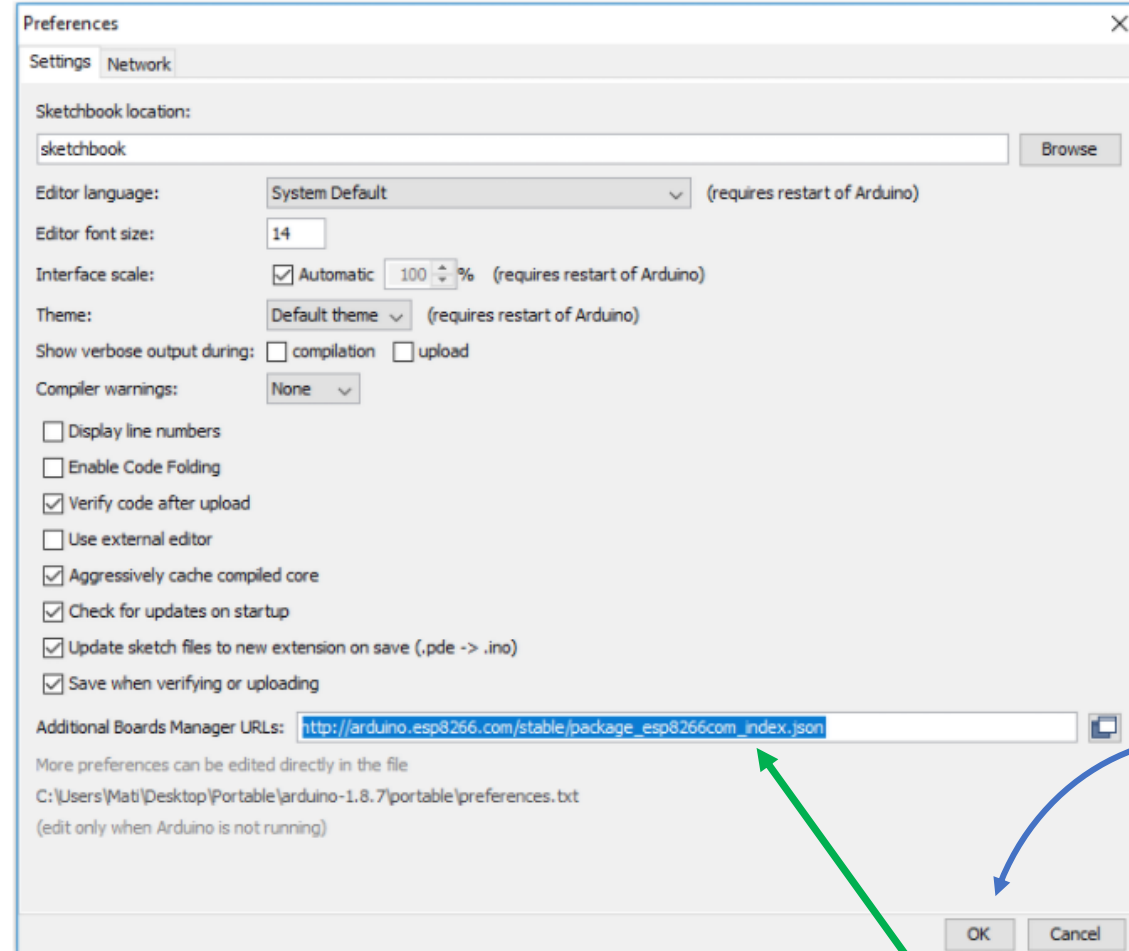 Preferences
Settings Network
Sketchbook location:
sketchbook Browse
Editor language: System Default (requires restart of Arduino)
Editor font size: 14
Interface scale: Automatic 100 % (requires restart of Arduino)
Theme: Default theme (requires restart of Arduino)
Show verbose output during: compilation upload
Compiler warnings: None
Display line numbers
Enable Code Folding
Verify code after upload
Use external editor
Aggressively cache compiled core
Check for updates on startup
Update sketch files to new extension on save (.pde -> .ino)
Save when verifying or uploading
Additional Boards Manager URLs: http://arduino.esp8266.com/stable/package_esp8266com_index.json
More preferences can be edited directly in the file
C:\Users\Mati\Desktop\Portable\arduino-1.8.7\portable\preferences.txt
(edit only when Arduino is not running)
OK Cancel